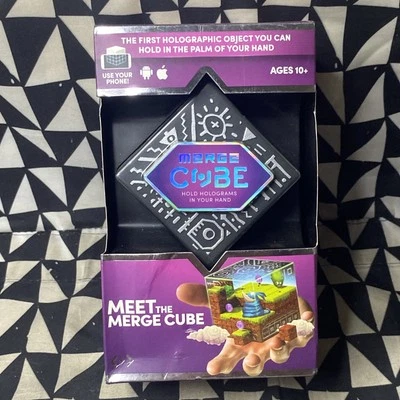 THE FIRST HOLOGRAPHIC OBJECT YOU CAN
HOLD IN THE PALM OF YOUR HAND
USE YOUR
PHONE!
AGES 10+
MERGE
CUBE
HOLD HOLOGRAMS
IN YOUR HAND
MEET THE
MERGE CUBE